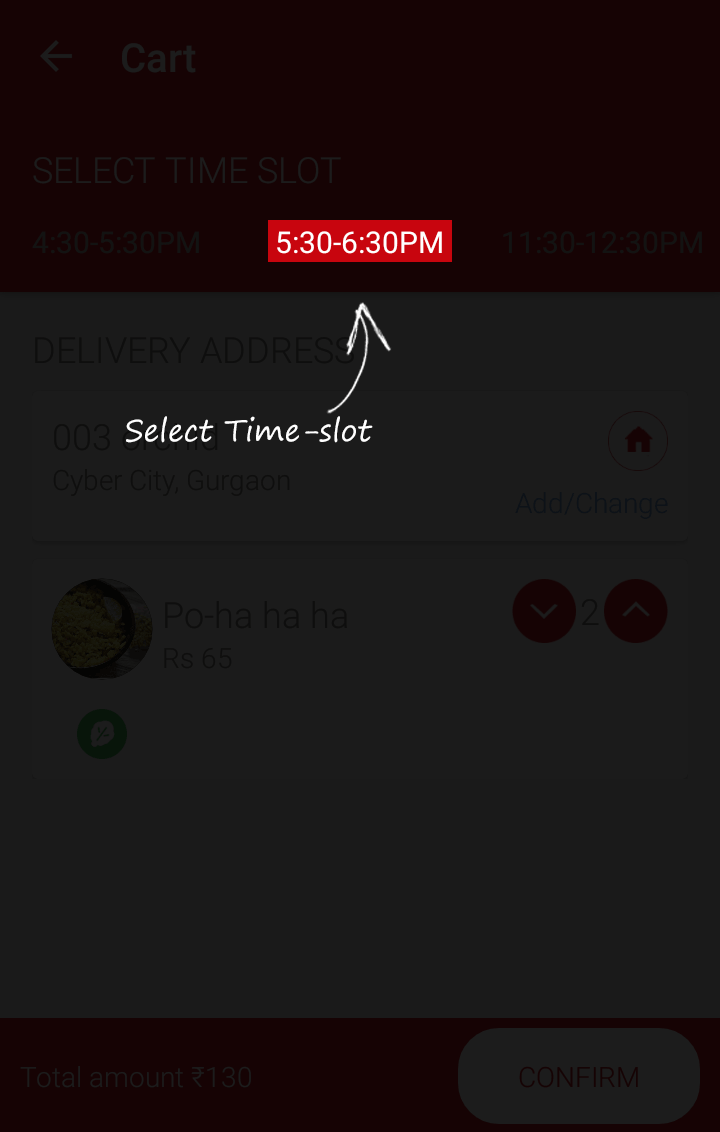 Cart
SELECT TIME SLOT
4:30-5:30PM 5:30-6:30PM 11:30-12:30PM
DELIVERY ADDRESS
003
Select Time-slot
Cyber City, Gurgaon
Add/Change
Po-ha ha ha
2
Rs 65
Total amount ₹130
CONFIRM